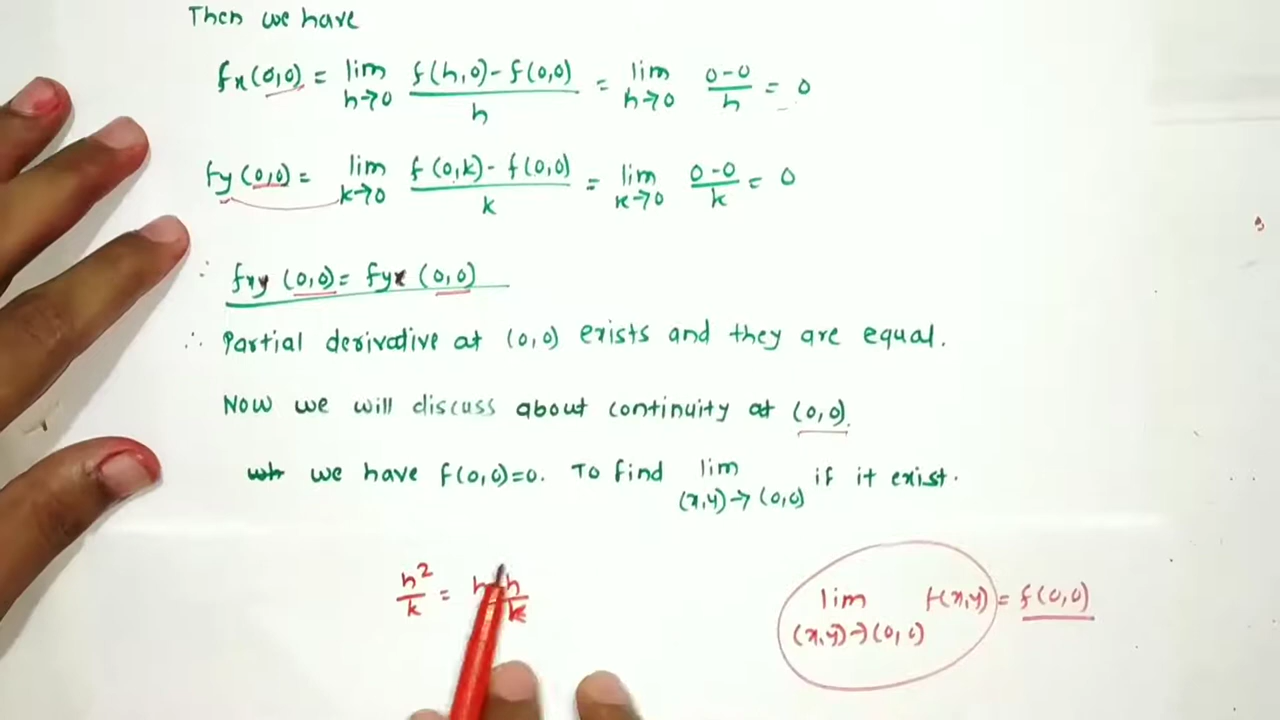 Then we have
fx(0,0) = lim h→0 f(h,0) - f(0,0) / h = lim h→0 0-0 / h = 0
fy(0,0) = lim k→0 f(0,k) - f(0,0) / k = lim k→0 0-0 / k = 0
∴ fxy (0,0) = fyx (0,0)
∴ Partial derivative at (0,0) exists and they are equal.
Now we will discuss about continuity at (0,0).
we have f(0,0)=0. To find lim (x,y)→(0,0) if it exist.
h² / k = h h / k
lim (x,y)→(0,0) f(x,y) = f(0,0)